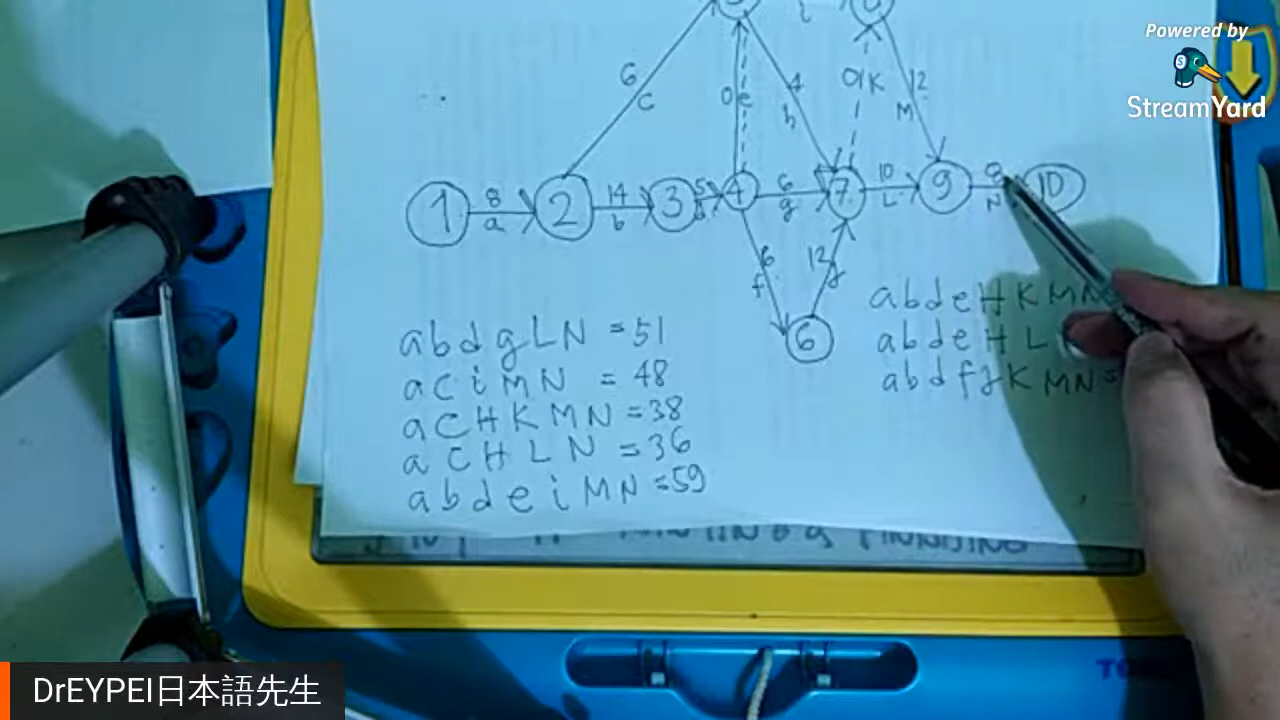 Powered by
StreamYard
i
6
c
0
e
4
h
0
K
12
M
1
8
a
2
14
b
3
5
4
6
g
7
10
L
9
8
N
10
6
f
12
j
6
abdgLN =51
aciMN = 48
aCHKMN =38
aCHLN = 36
abdeiMN =59
abdeHKMN
abdeHL
abdfjKMN=
DrEYPEI日本語先生